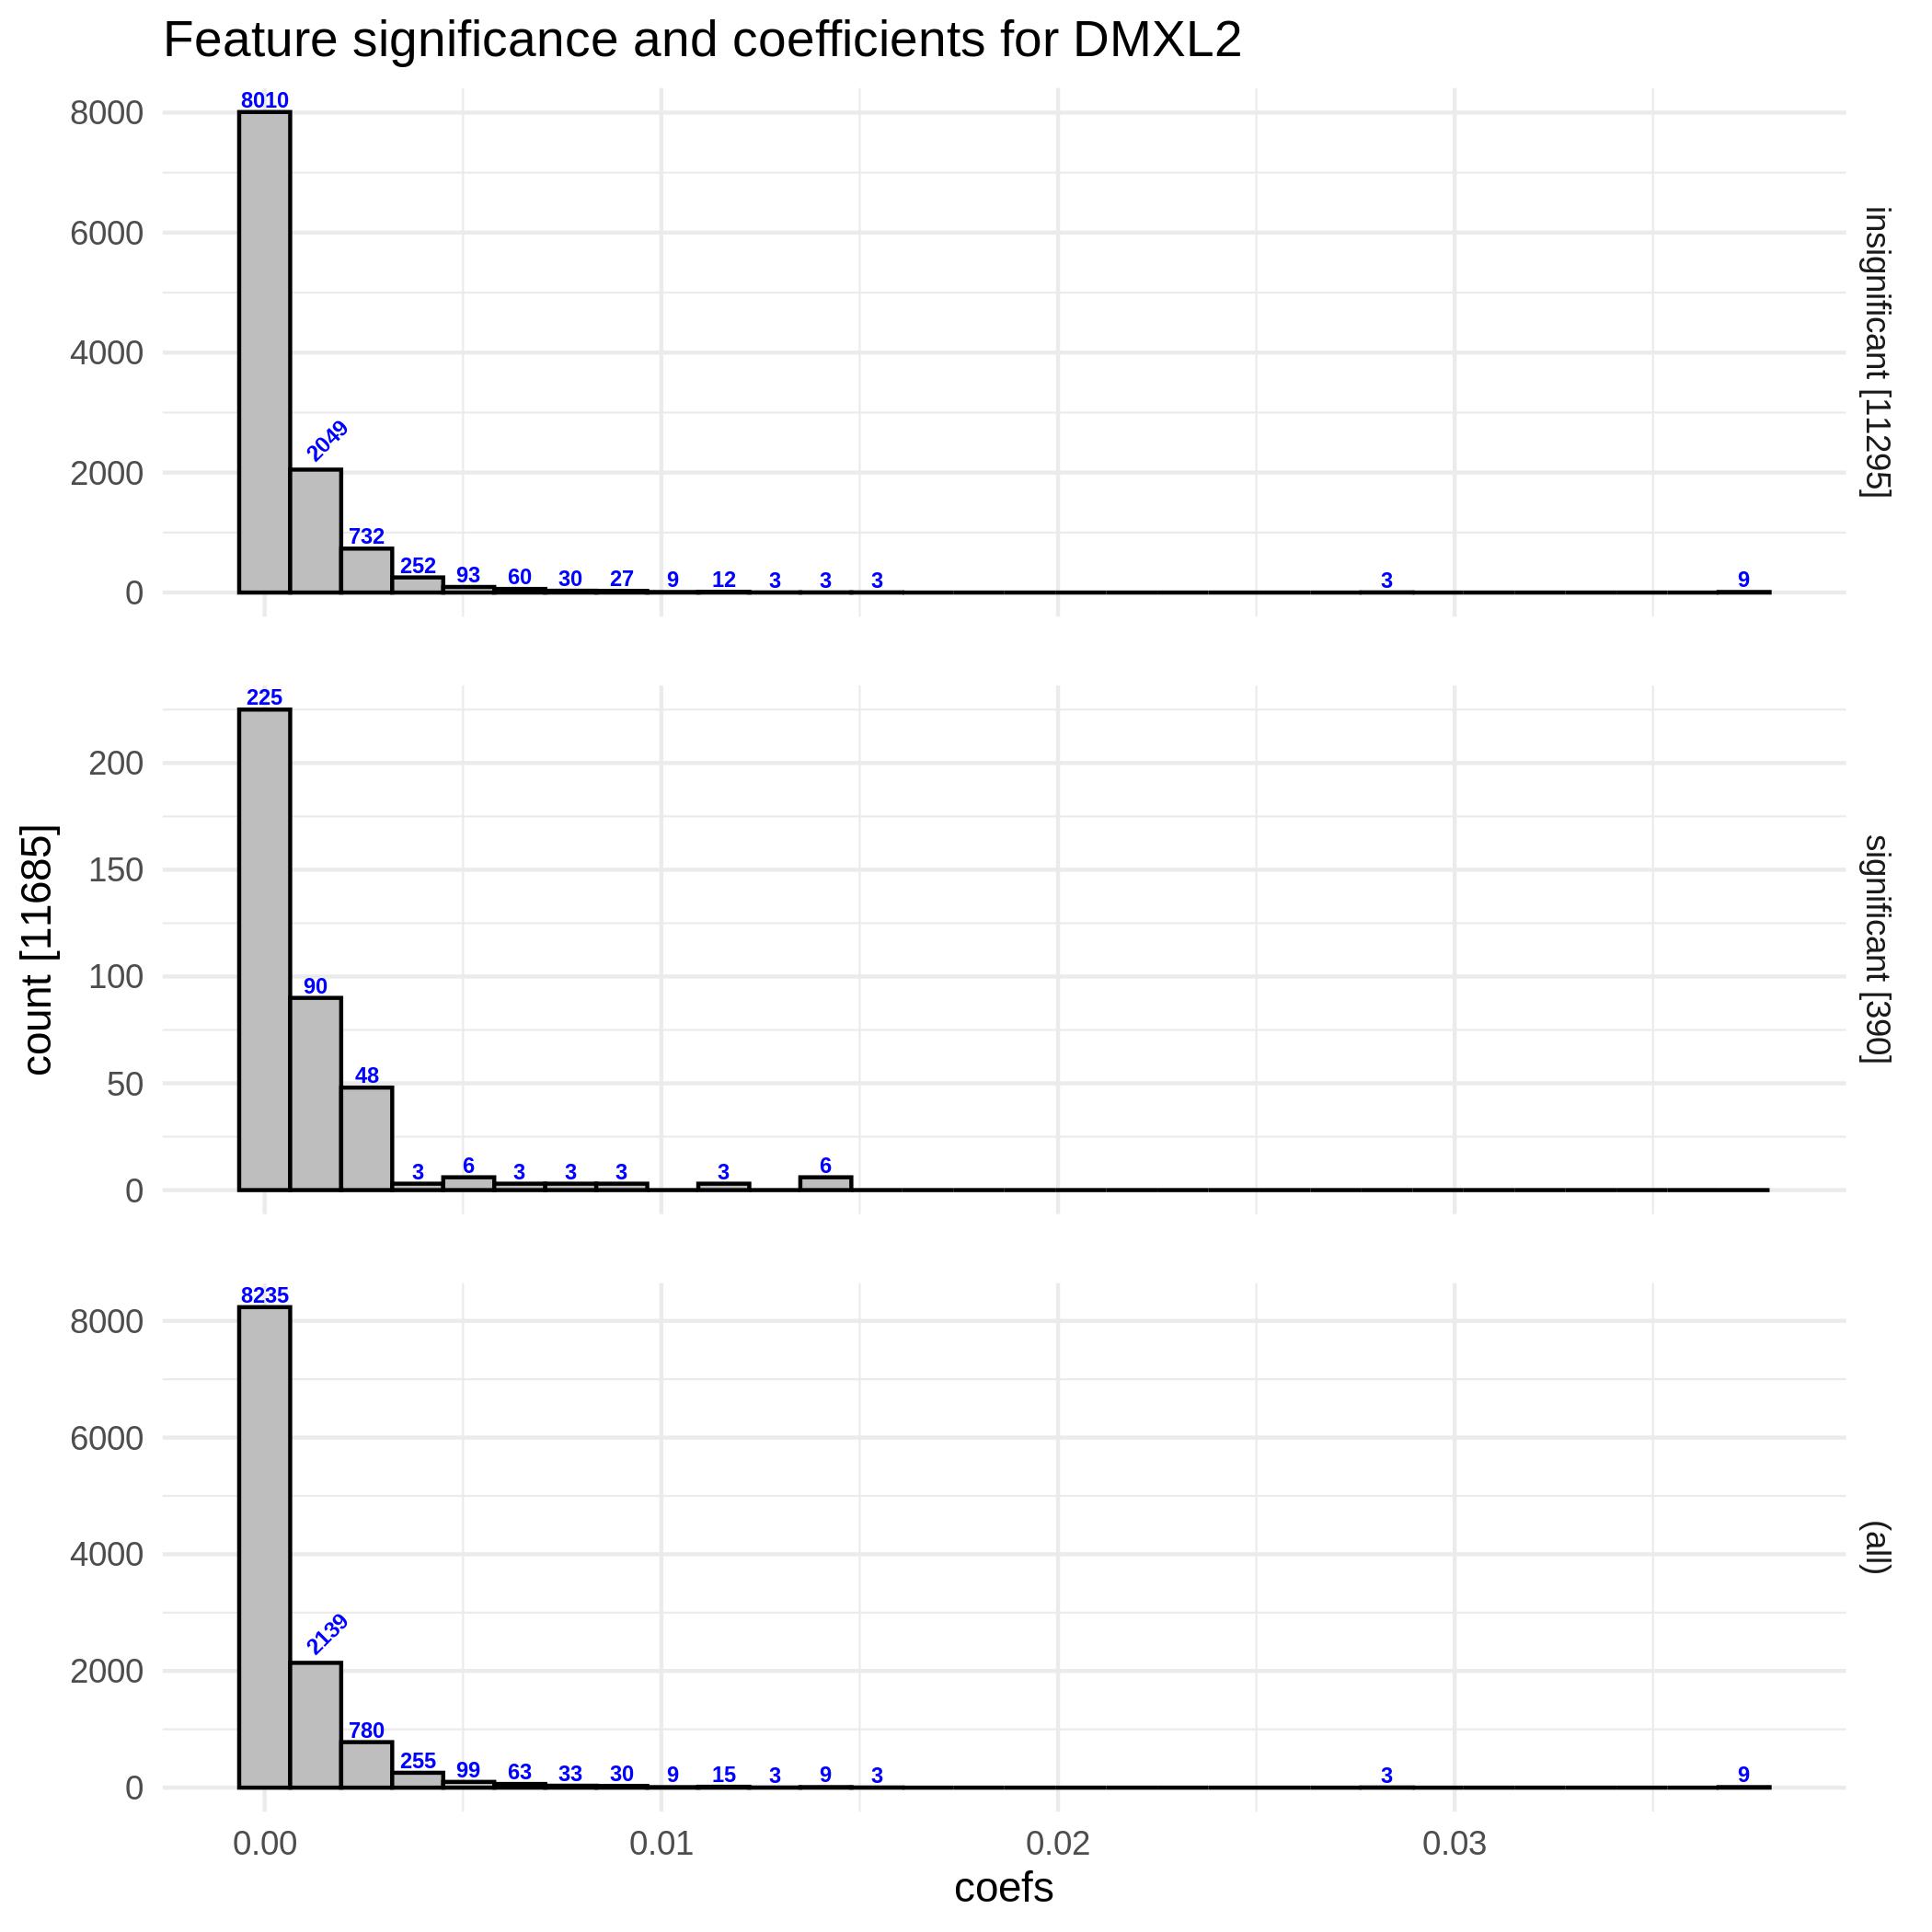 Feature significance and coefficients for DMXL2
8010
8000
6000
4000
2049
2000
732
252 93 60 30 27 9 12 3 3 3 3 9
0
insignificant [11295]
225
200
150
100
90
50
48
3 6 3 3 3 3 6
0
significant [390]
count [11685]
8235
8000
6000
4000
2139
2000
780
255 99 63 33 30 9 15 3 9 3 3 9
0
(all)
0.00 0.01 0.02 0.03
coefs